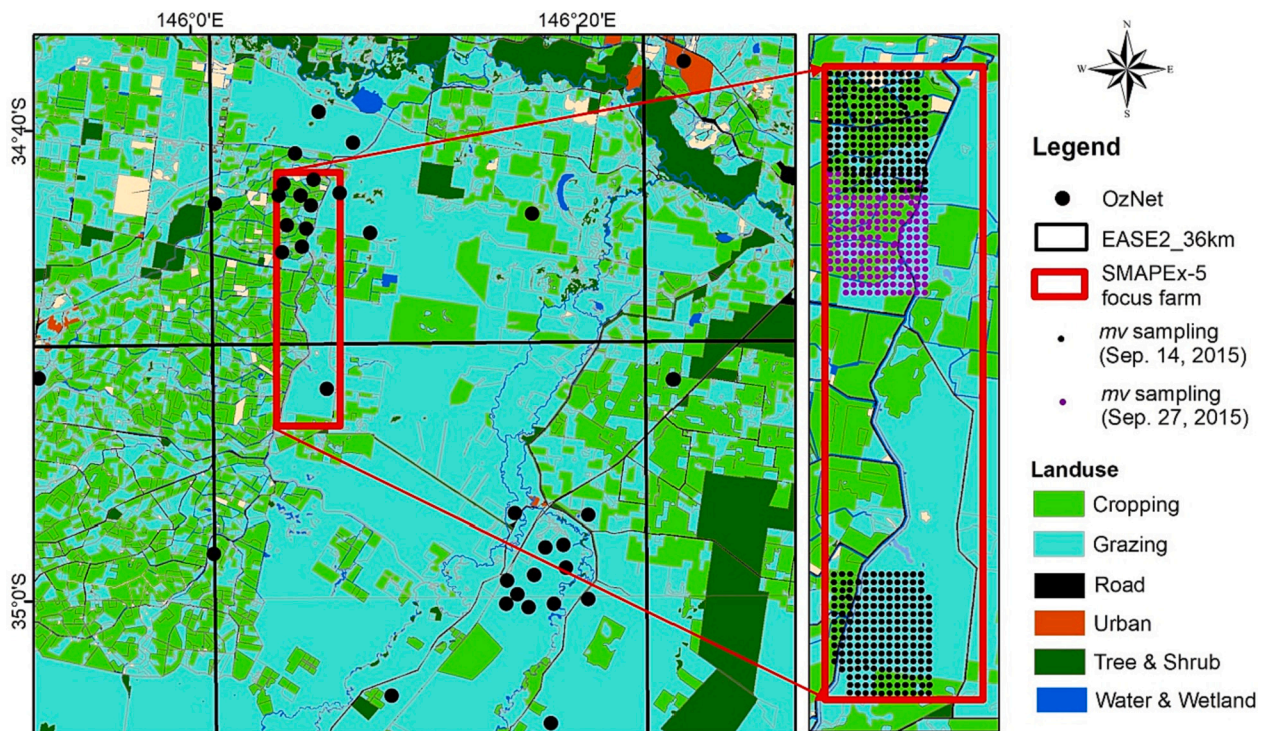 146°0'E
146°20'E
34°40'S
35°0'S
N
W
E
S
Legend
OzNet
EASE2_36km
SMAPEx-5
focus farm
mv sampling
(Sep. 14, 2015)
mv sampling
(Sep. 27, 2015)
Landuse
Cropping
Grazing
Road
Urban
Tree & Shrub
Water & Wetland